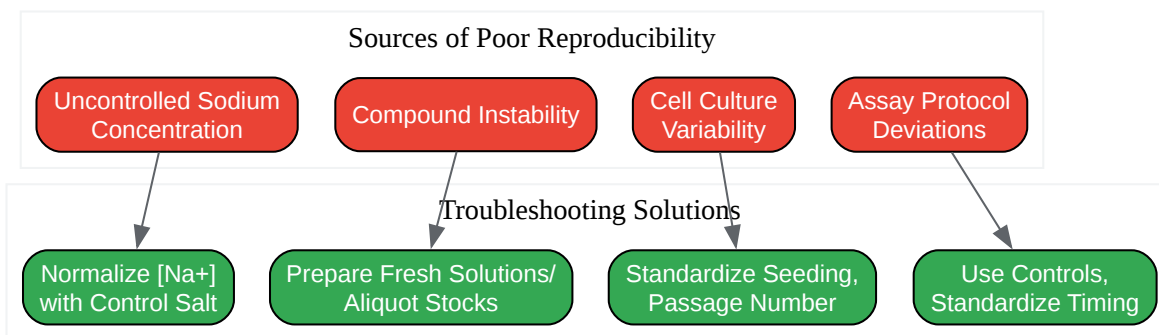 Sources of Poor Reproducibility
Uncontrolled Sodium
Concentration
Compound Instability
Cell Culture
Variability
Assay Protocol
Deviations
Troubleshooting Solutions
Normalize [Na+]
with Control Salt
Prepare Fresh Solutions/
Aliquot Stocks
Standardize Seeding,
Passage Number
Use Controls,
Standardize Timing